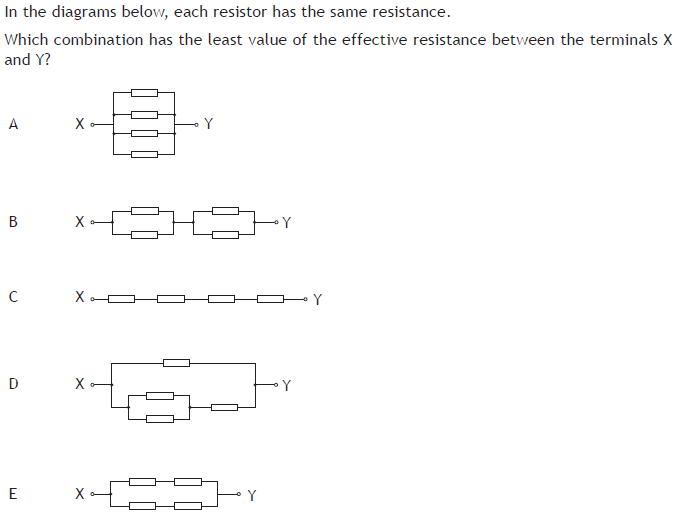 In the diagrams below, each resistor has the same resistance.
Which combination has the least value of the effective resistance between the terminals X
and Y?
A X Y
B X Y
C X Y
D X Y
E X Y